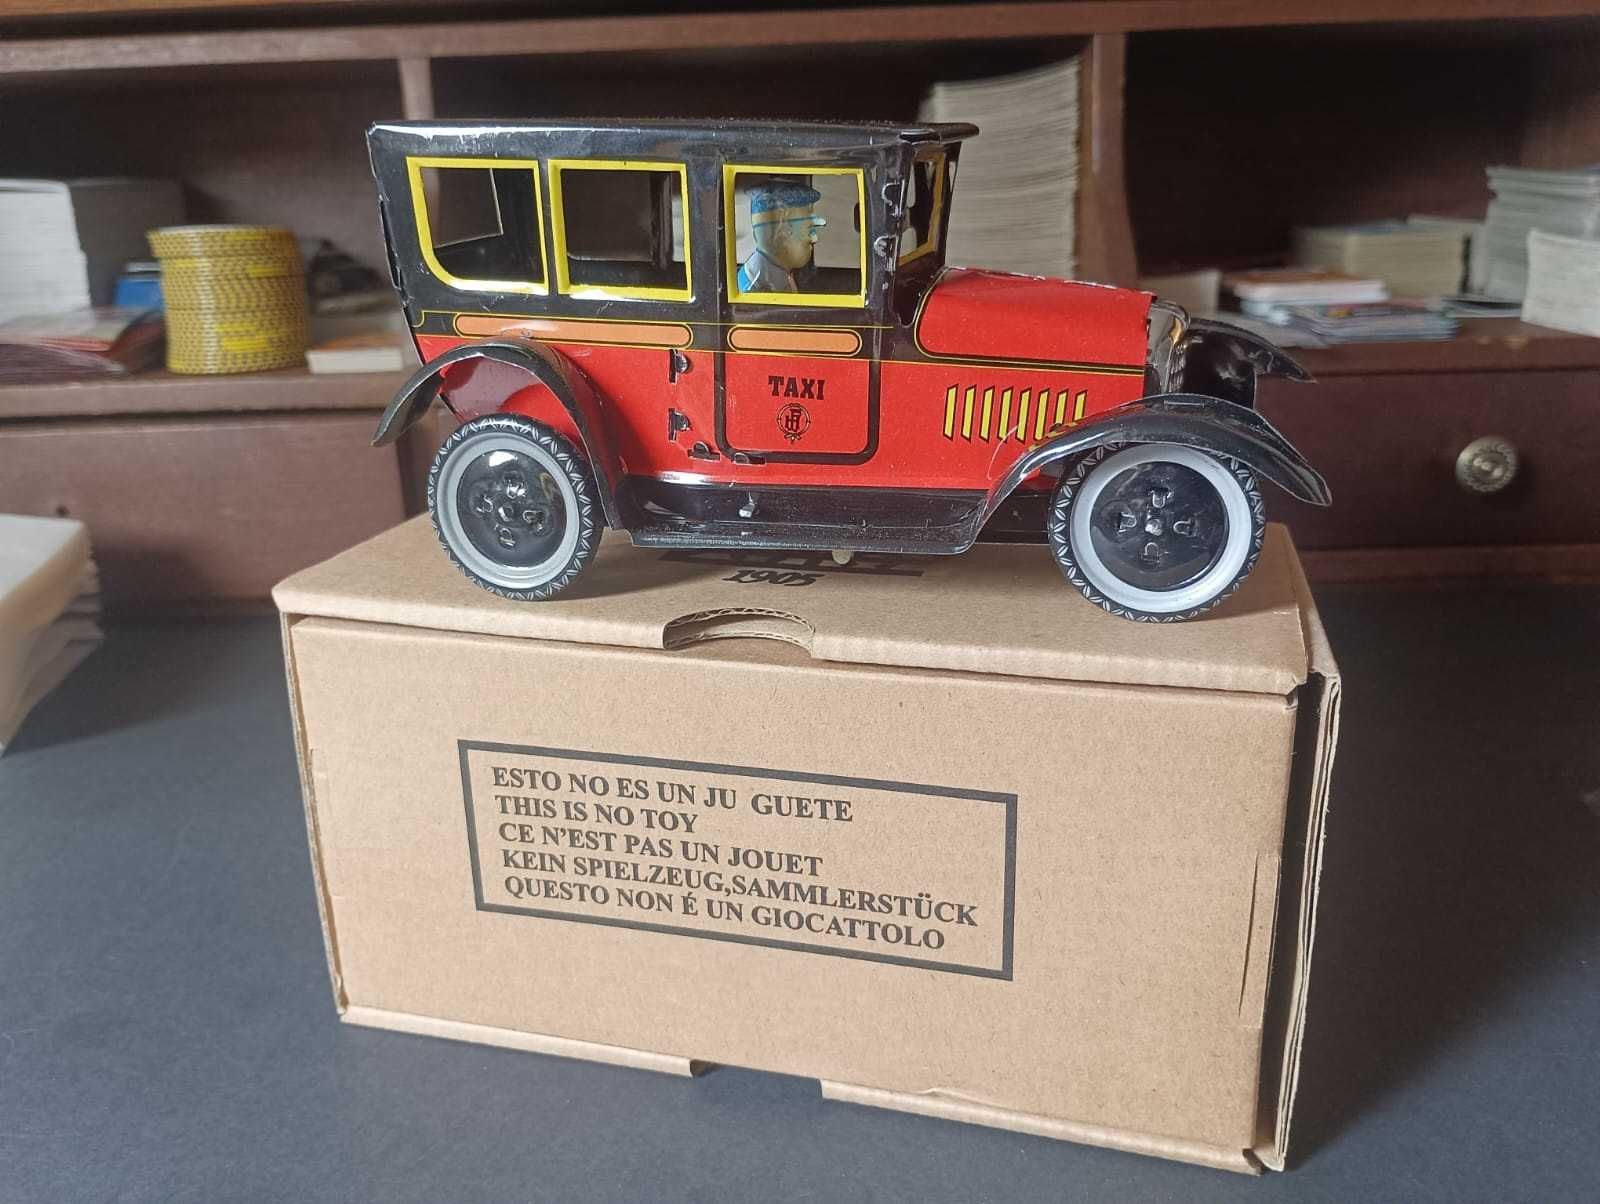 TAXI
1905
ESTO NO ES UN JU GUETE
THIS IS NO TOY
CE N'EST PAS UN JOUET
KEIN SPIELZEUG,SAMMLERSTÜCK
QUESTO NON É UN GIOCATTOLO